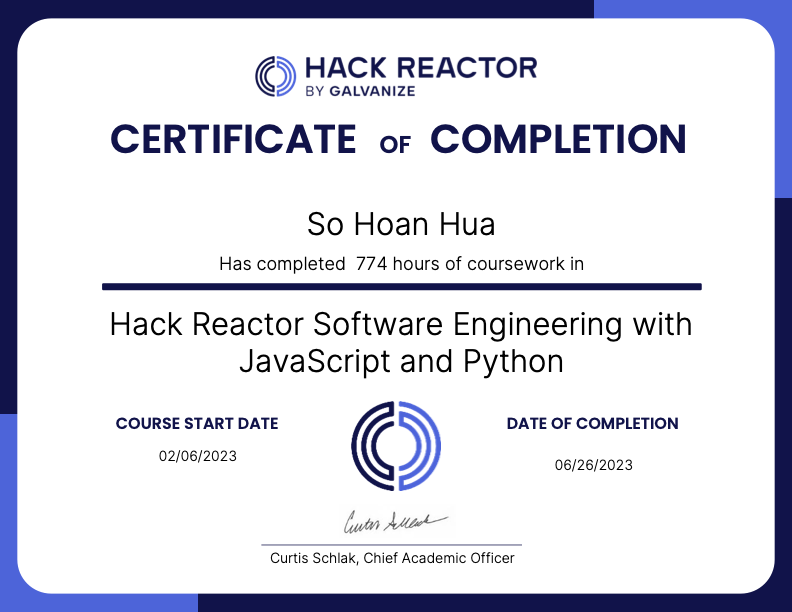 HACK REACTOR
BY GALVANIZE
CERTIFICATE OF COMPLETION
So Hoan Hua
Has completed 774 hours of coursework in
Hack Reactor Software Engineering with
JavaScript and Python
COURSE START DATE
02/06/2023
DATE OF COMPLETION
06/26/2023
Curtis Schlak
Curtis Schlak, Chief Academic Officer